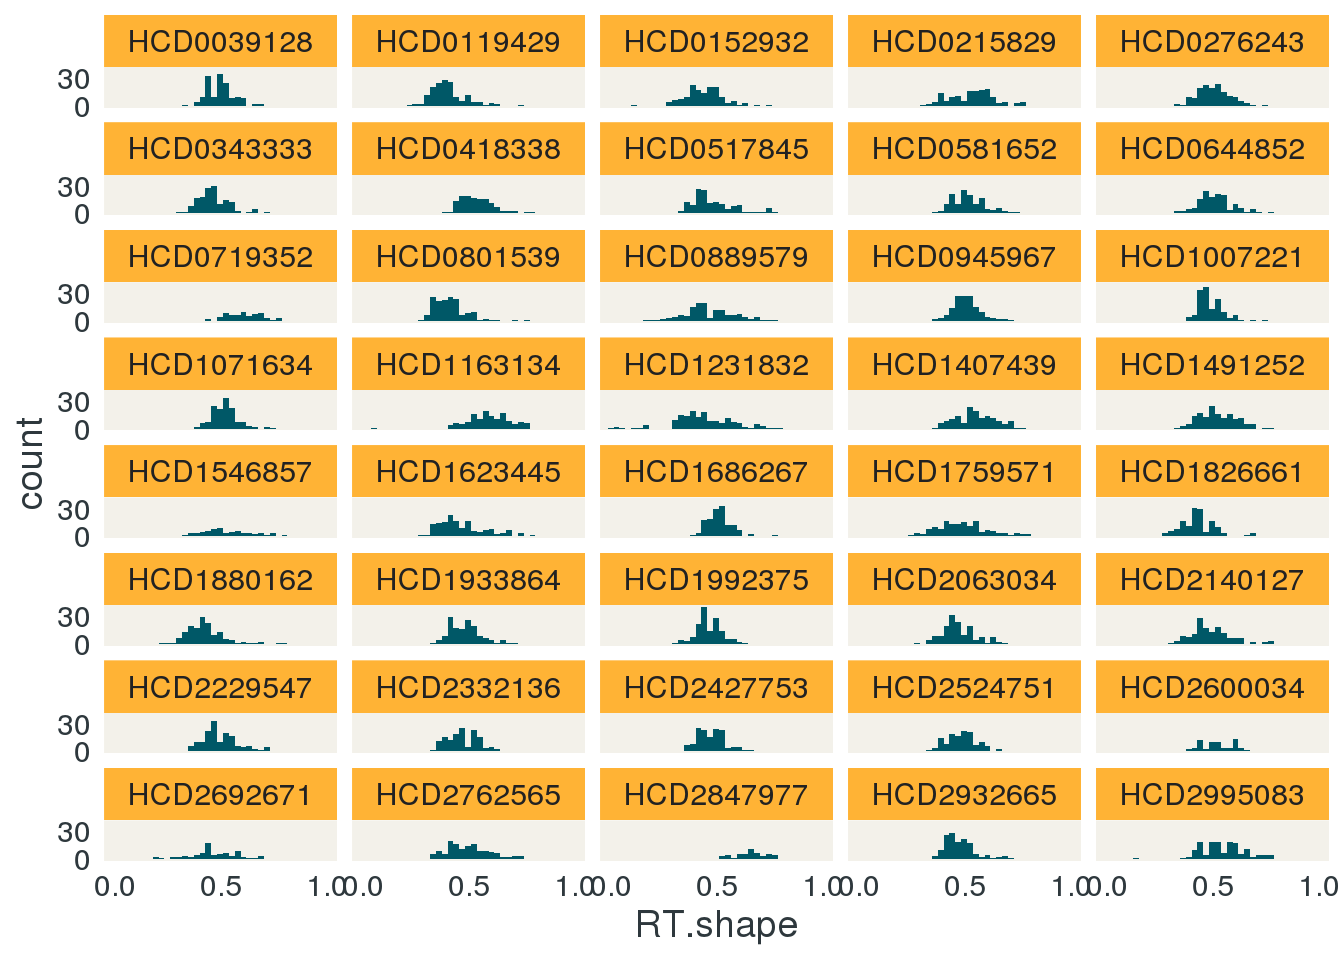 HCD0039128 HCD0119429 HCD0152932 HCD0215829 HCD0276243
30
0
HCD0343333 HCD0418338 HCD0517845 HCD0581652 HCD0644852
30
0
HCD0719352 HCD0801539 HCD0889579 HCD0945967 HCD1007221
30
0
HCD1071634 HCD1163134 HCD1231832 HCD1407439 HCD1491252
30
0
count
HCD1546857 HCD1623445 HCD1686267 HCD1759571 HCD1826661
30
0
HCD1880162 HCD1933864 HCD1992375 HCD2063034 HCD2140127
30
0
HCD2229547 HCD2332136 HCD2427753 HCD2524751 HCD2600034
30
0
HCD2692671 HCD2762565 HCD2847977 HCD2932665 HCD2995083
30
0
0.0 0.5 1.0 0.0 0.5 1.0 0.0 0.5 1.0 0.0 0.5 1.0 0.0 0.5 1.0
RT.shape